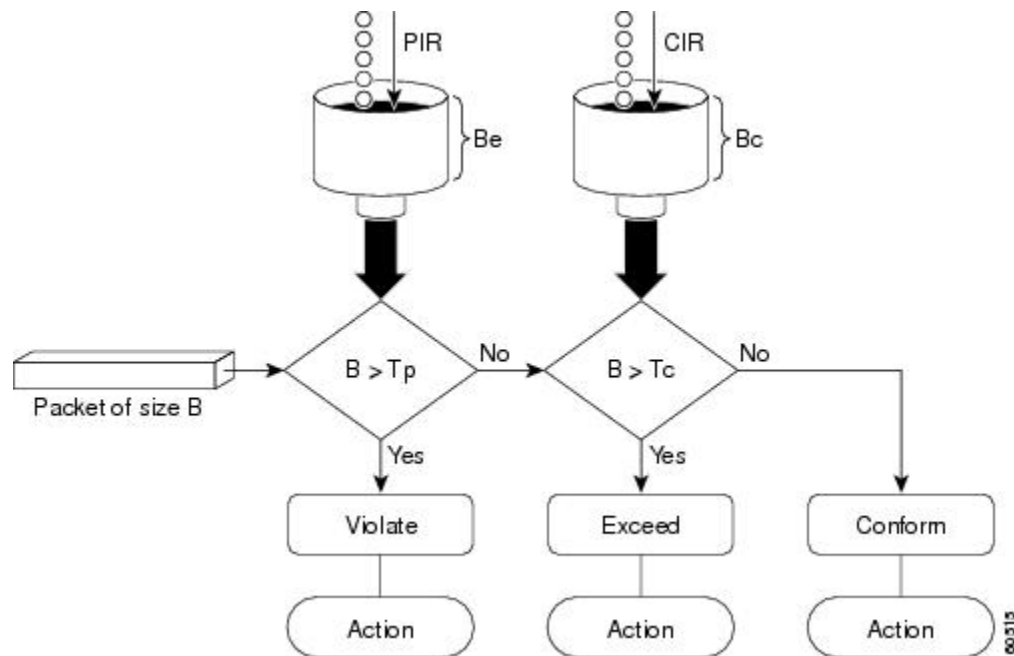 PIR
CIR
Be
Bc
B > Tp
No
B > Tc
No
Packet of size B
Yes
Yes
Violate
Exceed
Conform
Action
Action
Action
60515